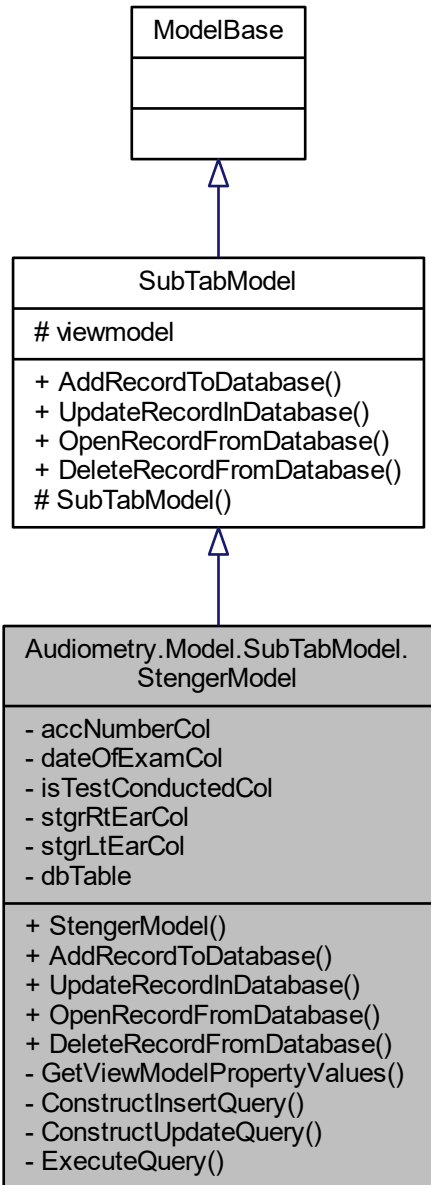 ModelBase
SubTabModel
# viewmodel
+ AddRecordToDatabase()
+ UpdateRecordInDatabase()
+ OpenRecordFromDatabase()
+ DeleteRecordFromDatabase()
# SubTabModel()
Audiometry.Model.SubTabModel.
StengerModel
- accNumberCol
- dateOfExamCol
- isTestConductedCol
- stgrRtEarCol
- stgrLtEarCol
- dbTable
+ StengerModel()
+ AddRecordToDatabase()
+ UpdateRecordInDatabase()
+ OpenRecordFromDatabase()
+ DeleteRecordFromDatabase()
- GetViewModelPropertyValues()
- ConstructInsertQuery()
- ConstructUpdateQuery()
- ExecuteQuery()